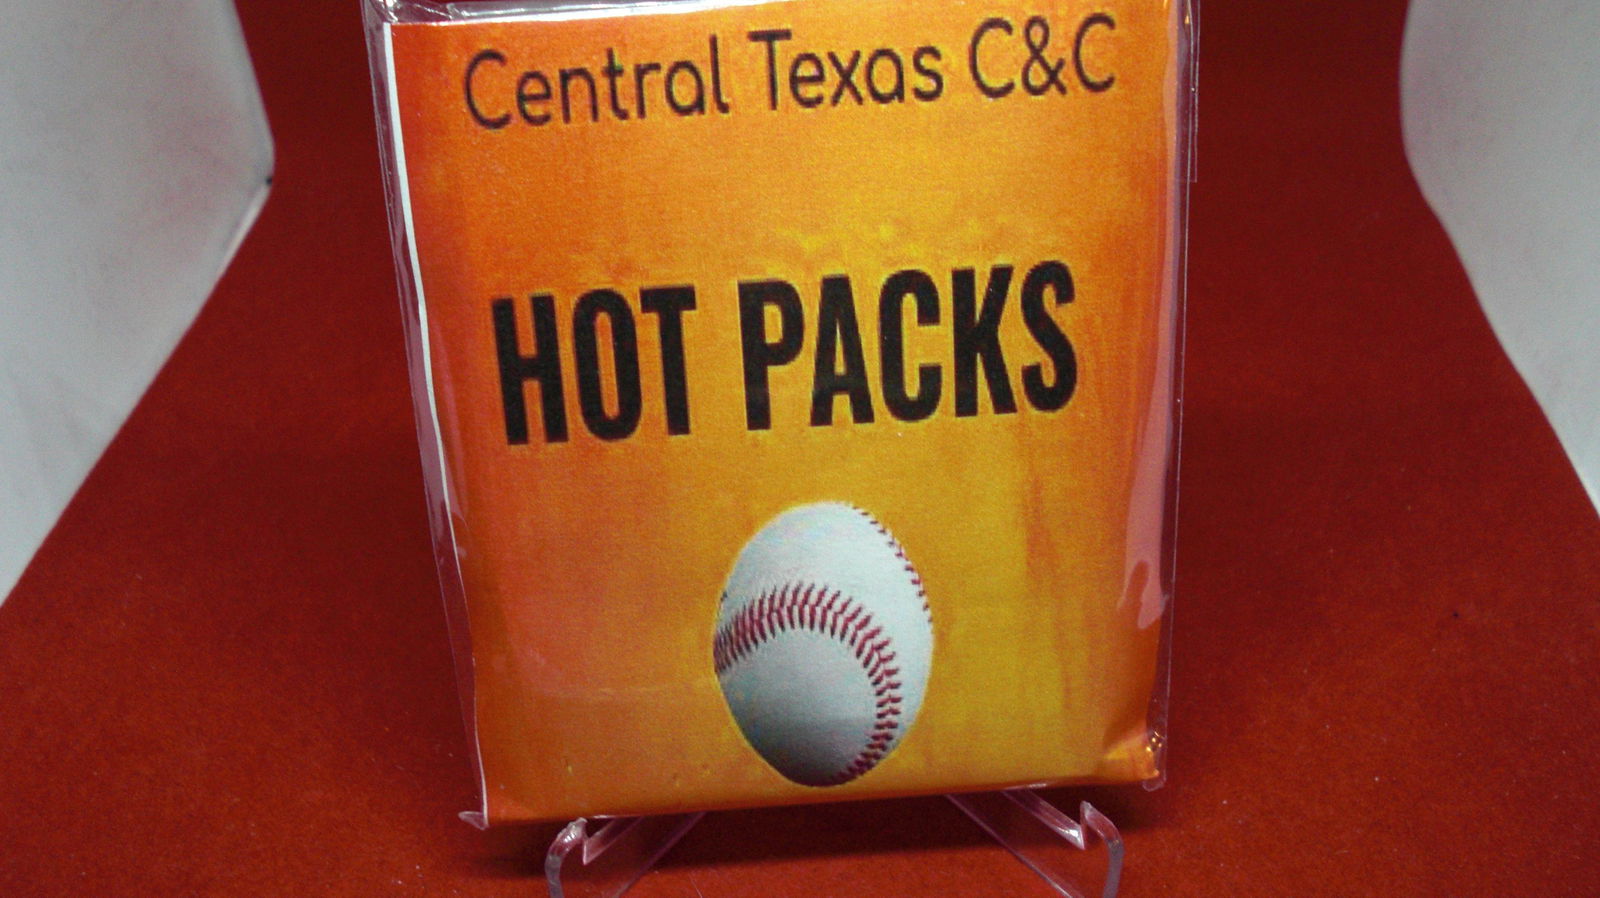 Central Texas C&C
HOT PACKS